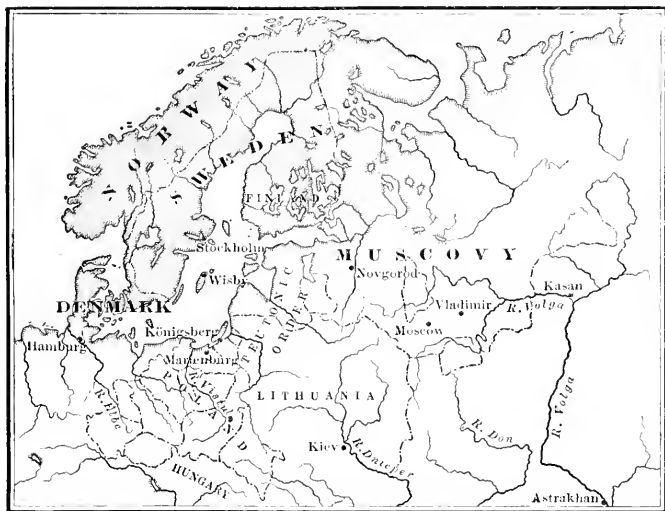 NORWAY
SWEDEN
FINLAND
Stockholm
MUSCOVY
Novgorod
Wisby
TEUTONIC
ORDER
Kasan
DENMARK
Vladimir
R. Volga
Königsberg
Moscow
Hamburg
Marienburg
POLAND
R. Vistula
R. Elbe
LITHUANIA
R. Volga
R. Don
Kiev
R. Dnieper
HUNGARY
Astrakhan